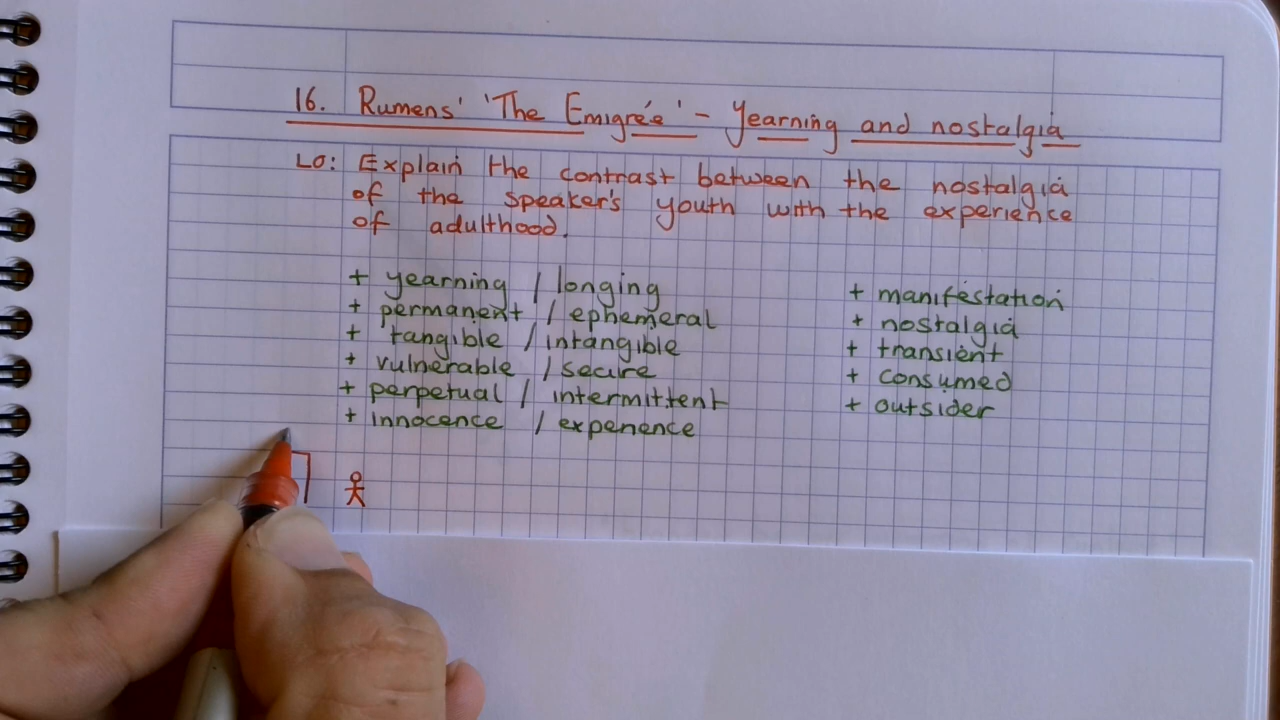 16. Rumens' 'The Emigrée' - Yearning and nostalgia
LO: Explain the contrast between the nostalgia
of the speaker's youth with the experience
of adulthood.
+ yearning / longing
+ permanent / ephemeral
+ tangible / intangible
+ vulnerable / secure
+ perpetual / intermittent
+ innocence / experience
+ manifestation
+ nostalgia
+ transient
+ consumed
+ outsider